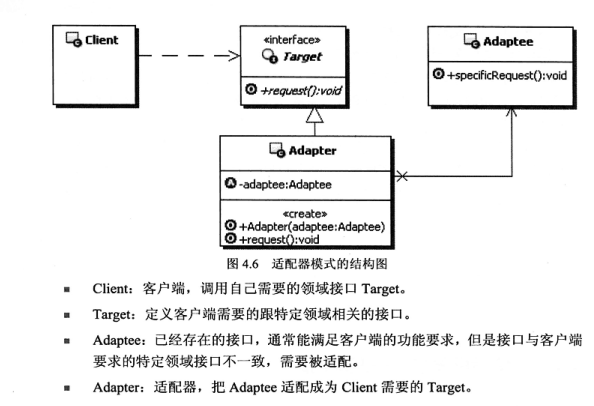 Client
«interface»
Target
+request():void
Adaptee
+specificRequest():void
Adapter
-adaptee:Adaptee
«create»
+Adapter(adaptee:Adaptee)
+request():void
图 4.6 适配器模式的结构图
■ Client：客户端，调用自己需要的领域接口 Target。
■ Target：定义客户端需要的跟特定领域相关的接口。
■ Adaptee：已经存在的接口，通常能满足客户端的功能要求，但是接口与客户端
要求的特定领域接口不一致，需要被适配。
■ Adapter：适配器，把 Adaptee 适配成为 Client 需要的 Target。